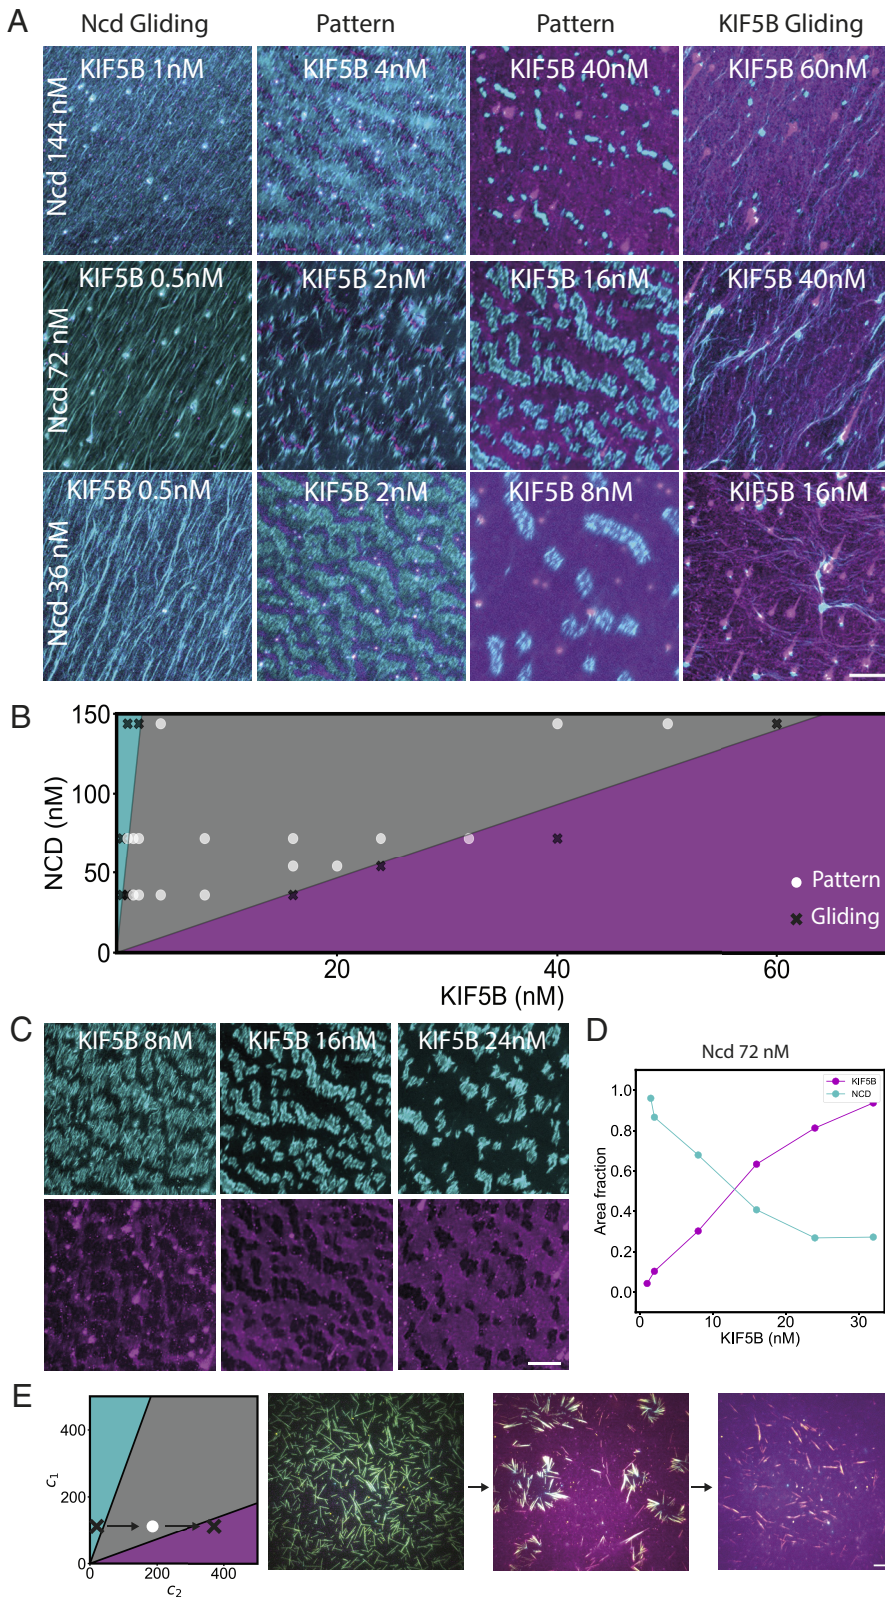 A
Ncd Gliding Pattern Pattern KIF5B Gliding
Ncd 144 nM
KIF5B 1nM KIF5B 4nM KIF5B 40nM KIF5B 60nM
Ncd 72 nM
KIF5B 0.5nM KIF5B 2nM KIF5B 16nM KIF5B 40nM
Ncd 36 nM
KIF5B 0.5nM KIF5B 2nM KIF5B 8nM KIF5B 16nM
B
150
100
50
0
NCD (nM)
Pattern
Gliding
20 40 60
KIF5B (nM)
C
KIF5B 8nM KIF5B 16nM KIF5B 24nM
D
Ncd 72 nM
KIF5B
NCD
1.0
0.8
0.6
0.4
0.2
0.0
Area fraction
0 10 20 30
KIF5B (nM)
E
400
200
0
c1
0 200 400
c2